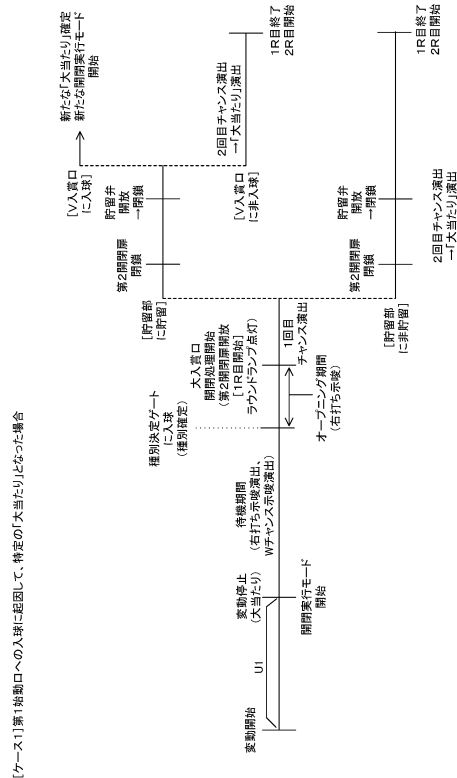 [ケース1]第1始動口への入球に起因して、特定の「大当たり」となった場合
変動開始
U1
変動停止
(大当たり)
開閉実行モード
開始
待機期間
(右打ち示唆演出、
Wチャンス示唆演出)
種別決定ゲート
に入球
(種別確定)
大入賞口
開閉処理開始
(第2開閉扉開放)
[1R目開始]
ラウンドランプ点灯
オープニング期間
(右打ち示唆)
1回目
チャンス演出
[貯留部
に貯留]
第2開閉扉
閉鎖
貯留弁
開放
→閉鎖
[V入賞口
に入球]
新たな「大当たり」確定
新たな開閉実行モード
開始
[V入賞口
に非入球]
2回目チャンス演出
→「大当たり」演出
1R目終了
2R目開始
[貯留部
に非貯留]
第2開閉扉
閉鎖
貯留弁
開放
→閉鎖
2回目チャンス演出
→「大当たり」演出
1R目終了
2R目開始